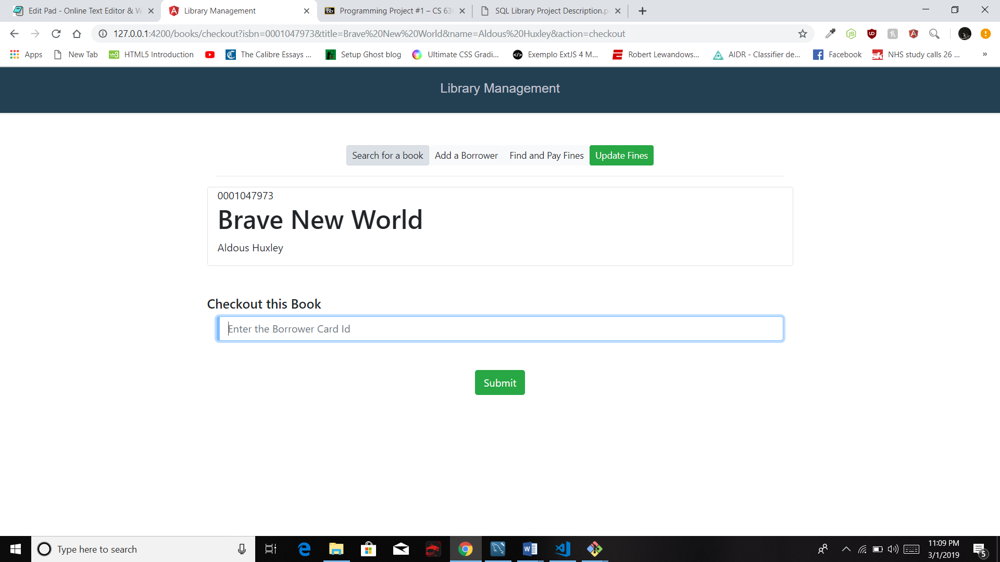 Edit Pad - Online Text Editor & W
Library Management
Programming Project #1 – CS 636
SQL Library Project Description.p
127.0.0.1:4200/books/checkout?isbn=0001047973&title=Brave%20New%20World&name=Aldous%20Huxley&action=checkout
Apps
New Tab
HTML5 Introduction
The Calibre Essays ...
Setup Ghost blog
Ultimate CSS Gradi...
Exemplo ExtJS 4 M...
Robert Lewandows...
AIDR - Classifier de...
Facebook
NHS study calls 26 ...
»
Library Management
Search for a book
Add a Borrower
Find and Pay Fines
Update Fines
0001047973
Brave New World
Aldous Huxley
Checkout this Book
Enter the Borrower Card Id
Submit
Type here to search
11:09 PM
3/1/2019
5